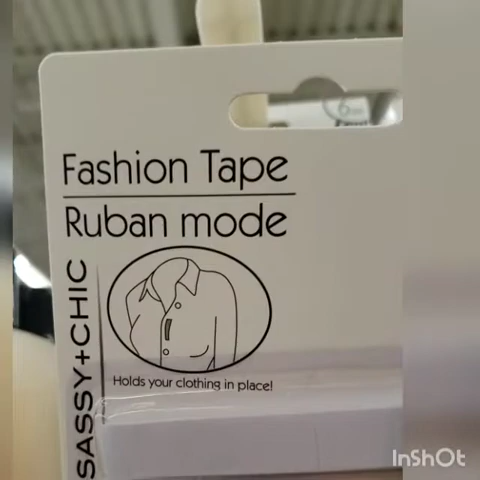 Fashion Tape
Ruban mode
SASSY+CHIC
Holds your clothing in place!
InShOt